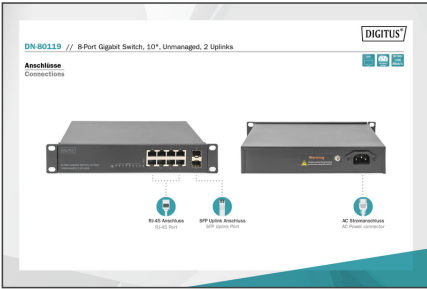 DIGITUS®
DN-80119 // 8-Port Gigabit Switch, 10", Unmanaged, 2 Uplinks
Anschlüsse
Connections
DIGITUS
Warning
RJ-45 Anschluss
RJ-45 Port
SFP Uplink Anschluss
SFP Uplink Port
AC Stromanschluss
AC Power connector